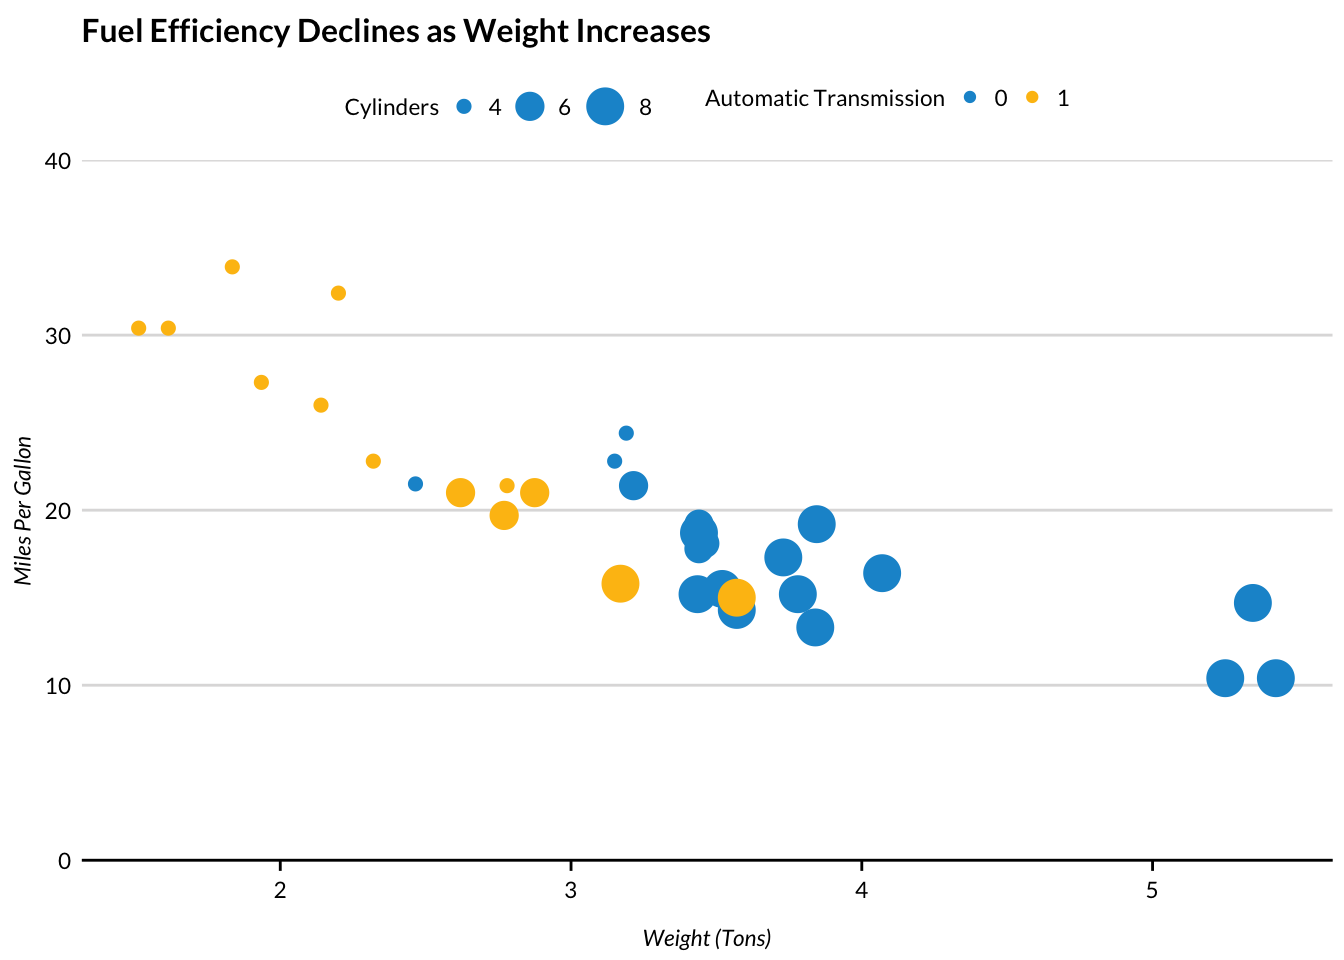 Fuel Efficiency Declines as Weight Increases
Cylinders 4 6 8 Automatic Transmission 0 1
40
30
20
10
0
Miles Per Gallon
2 3 4 5
Weight (Tons)